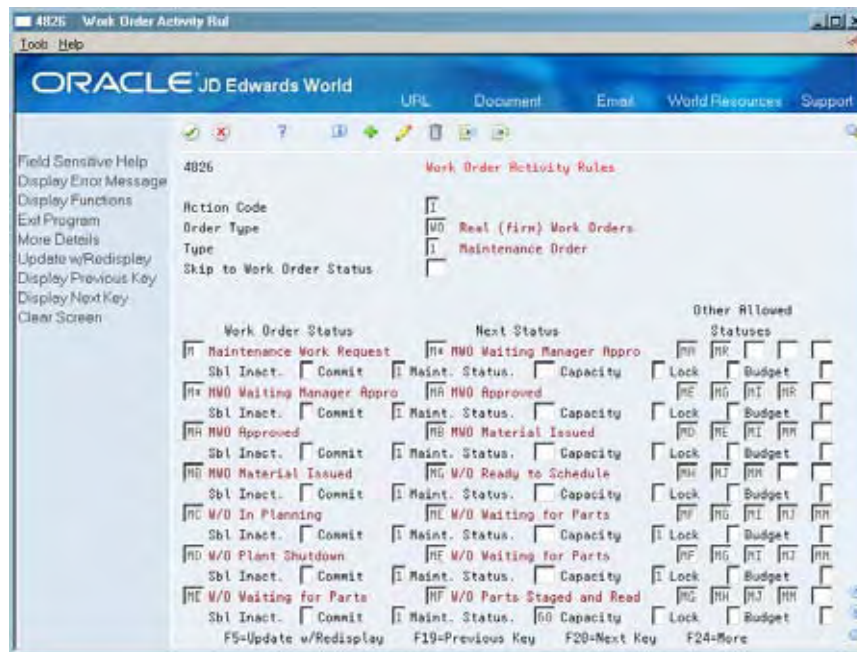 4826 Work Order Activity Rul
Tools Help
ORACLE JD Edwards World
URL Document Email World Resources Support
Field Sensitive Help
Display Error Message
Display Functions
Exit Program
More Details
Update w/Redisplay
Display Previous Key
Display Next Key
Clear Screen
4826 Work Order Activity Rules
Action Code I
Order Type WO Real (firm) Work Orders
Type 1 Maintenance Order
Skip to Work Order Status
Other Allowed
Work Order Status Next Status Statuses
M Maintenance Work Request M* MWO Waiting Manager Appro MA MR
Sbl Inact. Commit 1 Maint. Status. Capacity Lock Budget
M* MWO Waiting Manager Appro MA MWO Approved ME MG MI MR
Sbl Inact. Commit 1 Maint. Status. Capacity Lock Budget
MA MWO Approved MB MWO Material Issued MD ME MI MM
Sbl Inact. Commit 1 Maint. Status. Capacity Lock Budget
MB MWO Material Issued MG W/O Ready to Schedule MH MJ MM
Sbl Inact. Commit 1 Maint. Status. Capacity Lock Budget
MC W/O In Planning ME W/O Waiting for Parts MF MG MI MJ MM
Sbl Inact. Commit 1 Maint. Status. Capacity 1 Lock Budget
MD W/O Plant Shutdown ME W/O Waiting for Parts MF MG MI MJ MM
Sbl Inact. Commit 1 Maint. Status. Capacity 1 Lock Budget
ME W/O Waiting for Parts MF W/O Parts Staged and Read MG MH MJ MM
Sbl Inact. Commit 1 Maint. Status. 60 Capacity Lock Budget
F5=Update w/Redisplay F19=Previous Key F20=Next Key F24=More